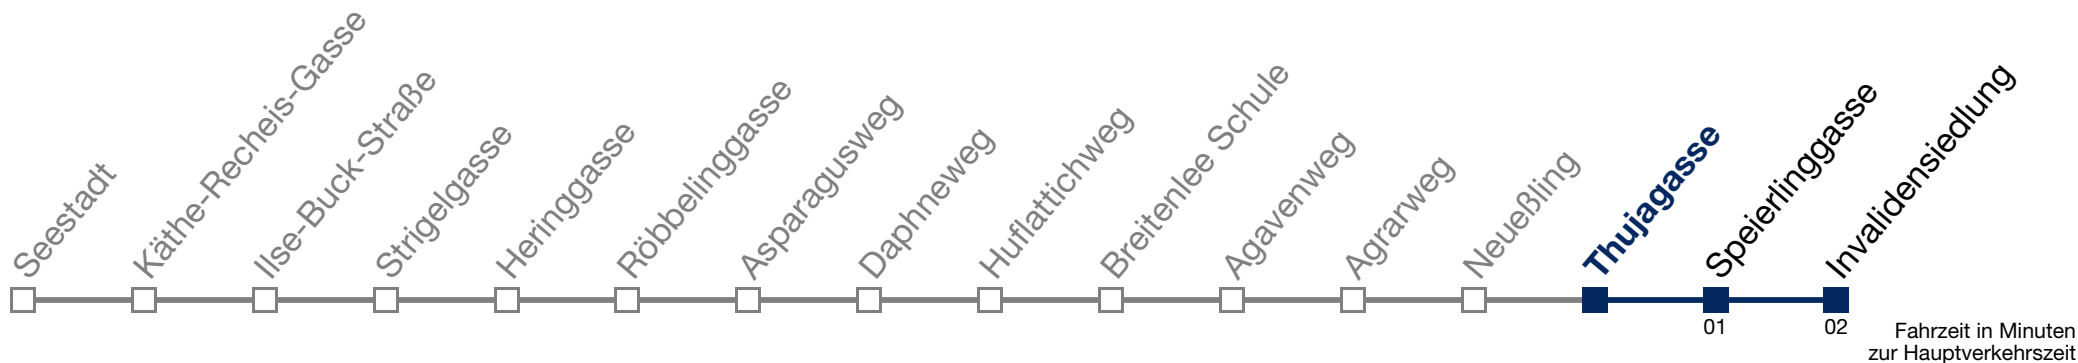 Seestadt
Käthe-Recheis-Gasse
Ilse-Buck-Straße
Strigelgasse
Heringgasse
Röbbelinggasse
Asparagusweg
Daphneweg
Huflattichweg
Breitenlee Schule
Agavenweg
Agrarweg
Neueßling
Thujagasse
Speierlinggasse
Invalidensiedlung
01
02
Fahrzeit in Minuten
zur Hauptverkehrszeit